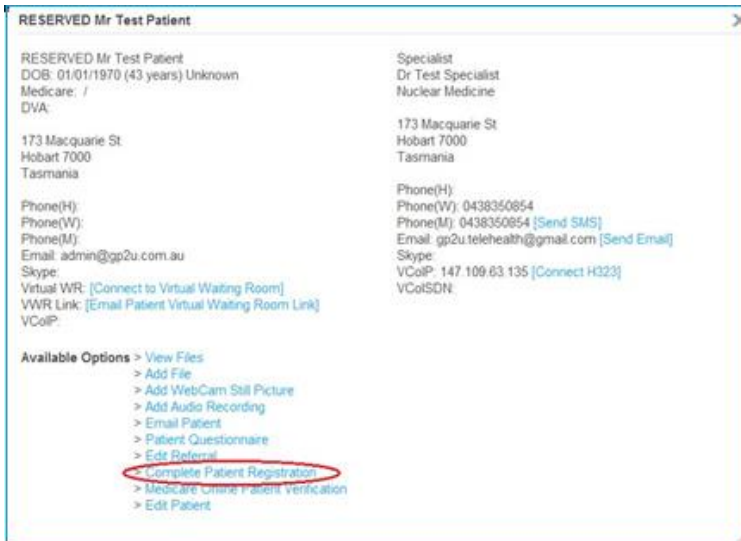 RESERVED Mr Test Patient
RESERVED Mr Test Patient
DOB: 01/01/1970 (43 years) Unknown
Medicare: /
DVA:
173 Macquarie St
Hobart 7000
Tasmania
Phone(H):
Phone(W):
Phone(M):
Email: admin@gp2u.com.au
Skype:
Virtual WR: [Connect to Virtual Waiting Room]
VWR Link: [Email Patient Virtual Waiting Room Link]
VCoIP:
Specialist
Dr Test Specialist
Nuclear Medicine
173 Macquarie St
Hobart 7000
Tasmania
Phone(H):
Phone(W): 0438350854
Phone(M): 0438350854 [Send SMS]
Email: gp2u.telehealth@gmail.com [Send Email]
Skype:
VCoIP: 147.109.63.135 [Connect H323]
VCoISDN:
Available Options > View Files
> Add File
> Add WebCam Still Picture
> Add Audio Recording
> Email Patient
> Patient Questionnaire
> Edit Referral
> Complete Patient Registration
> Medicare Online Patient Verification
> Edit Patient